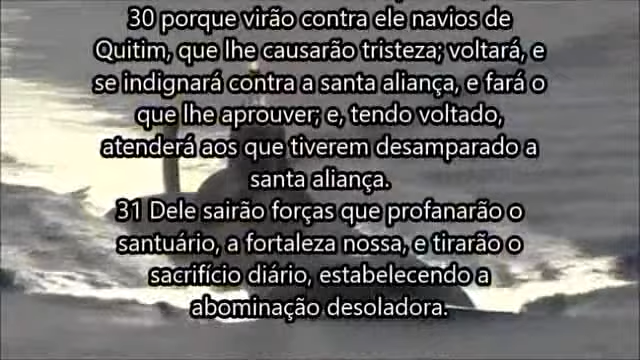 30 porque virão contra ele navios de
Quitim, que lhe causarão tristeza; voltará, e
se indignará contra a santa aliança, e fará o
que lhe aprouver; e, tendo voltado,
atenderá aos que tiverem desamparado a
santa aliança.
31 Dele sairão forças que profanarão o
santuário, a fortaleza nossa, e tirarão o
sacrifício diário, estabelecendo a
abominação desoladora.